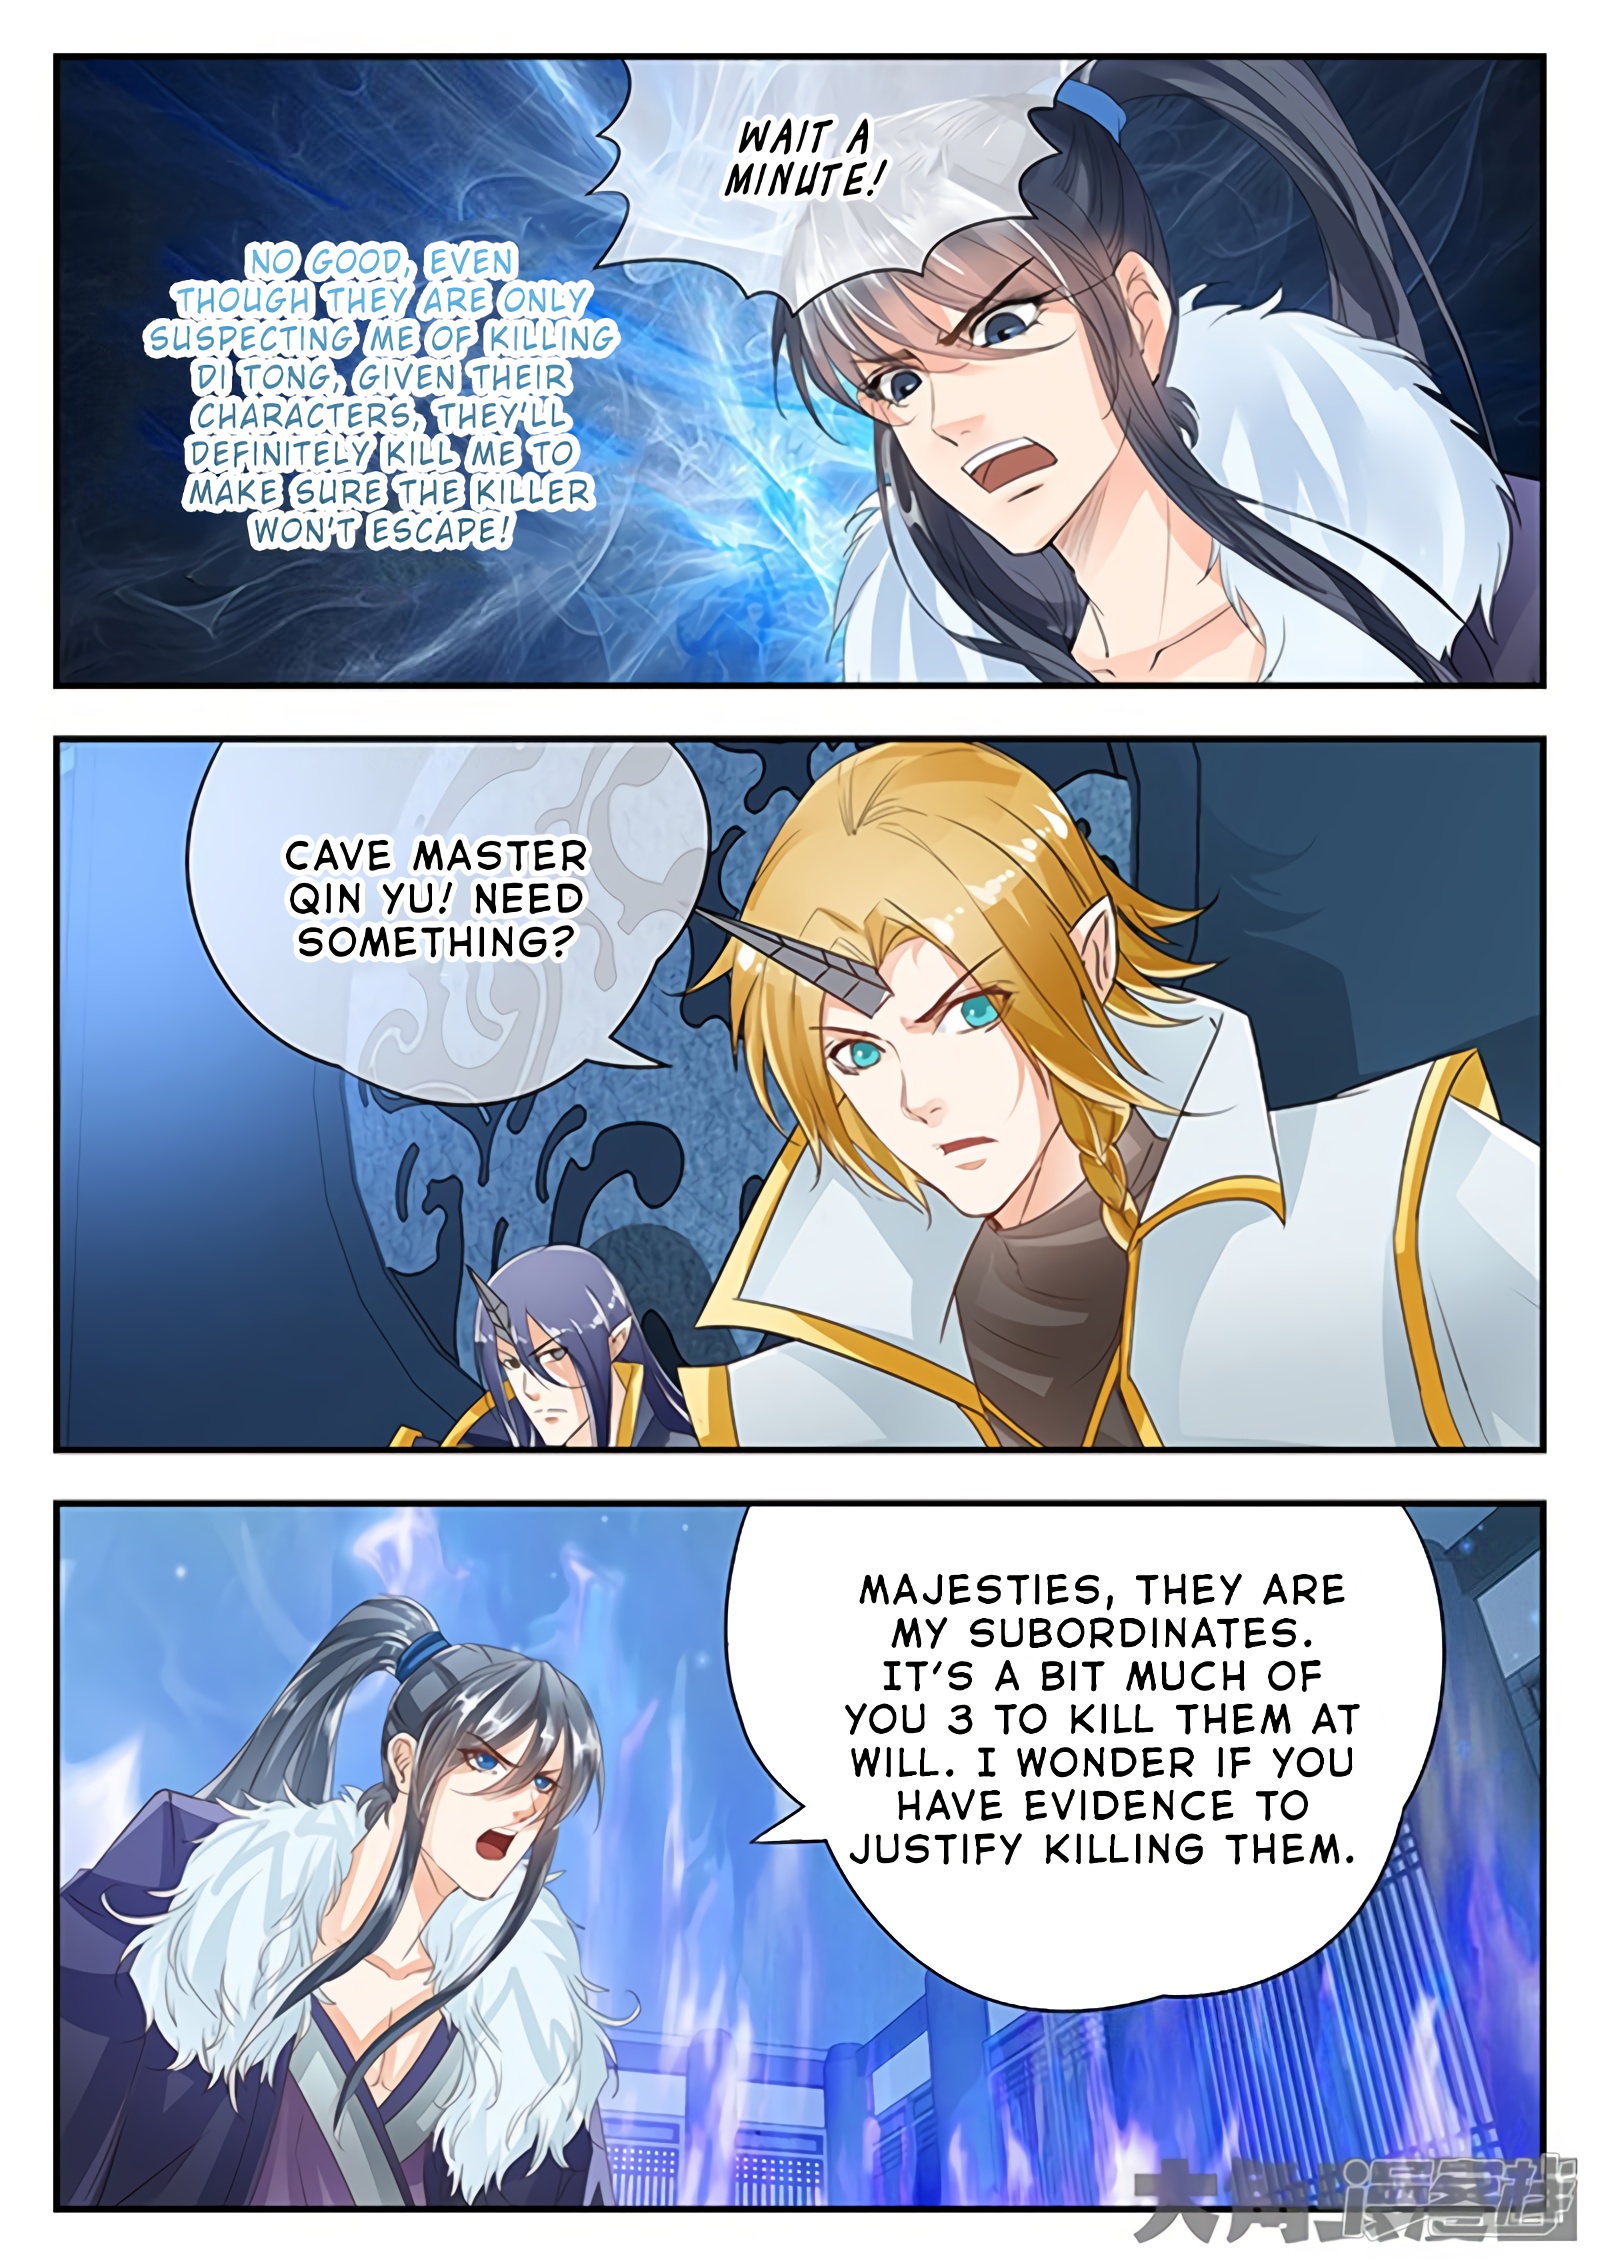 WAIT A
MINUTE!
NO GOOD, EVEN
THOUGH THEY ARE ONLY
SUSPECTING ME OF KILLING
DI TONG, GIVEN THEIR
CHARACTERS, THEY'LL
DEFINITELY KILL ME TO
MAKE SURE THE KILLER
WON'T ESCAPE!
CAVE MASTER
QIN YU! NEED
SOMETHING?
MAJESTIES, THEY ARE
MY SUBORDINATES.
IT'S A BIT MUCH OF
YOU 3 TO KILL THEM AT
WILL. I WONDER IF YOU
HAVE EVIDENCE TO
JUSTIFY KILLING THEM.